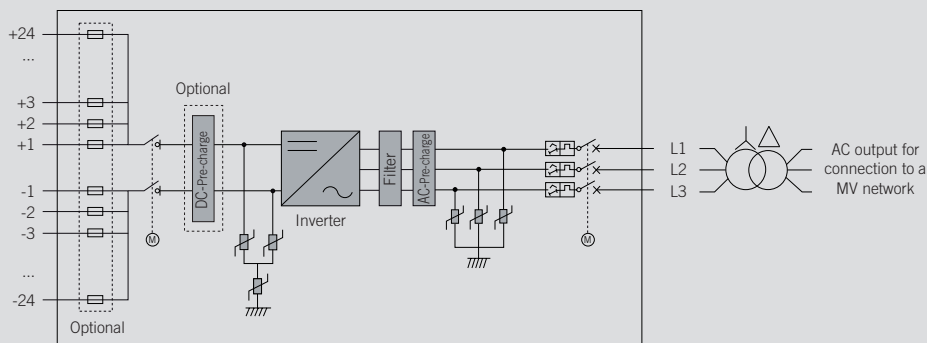 +24
...
+3
+2
+1
-1
-2
-3
...
-24
Optional
Optional
DC-Pre-charge
M
Inverter
Filter
AC-Pre-charge
M
L1
L2
L3
AC output for
connection to a
MV network